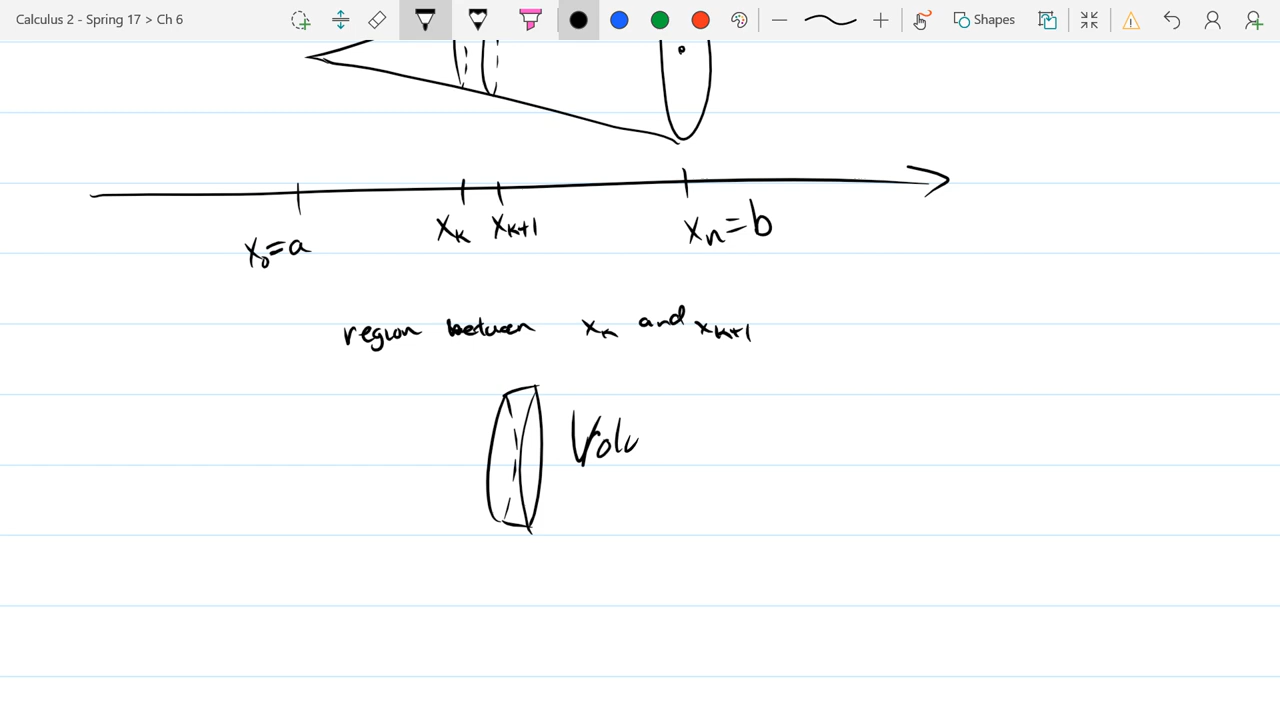 Calculus 2 - Spring 17 > Ch 6
Shapes
x₀=a xₖ xₖ₊₁ xₙ=b
region between xₖ and xₖ₊₁
Volu